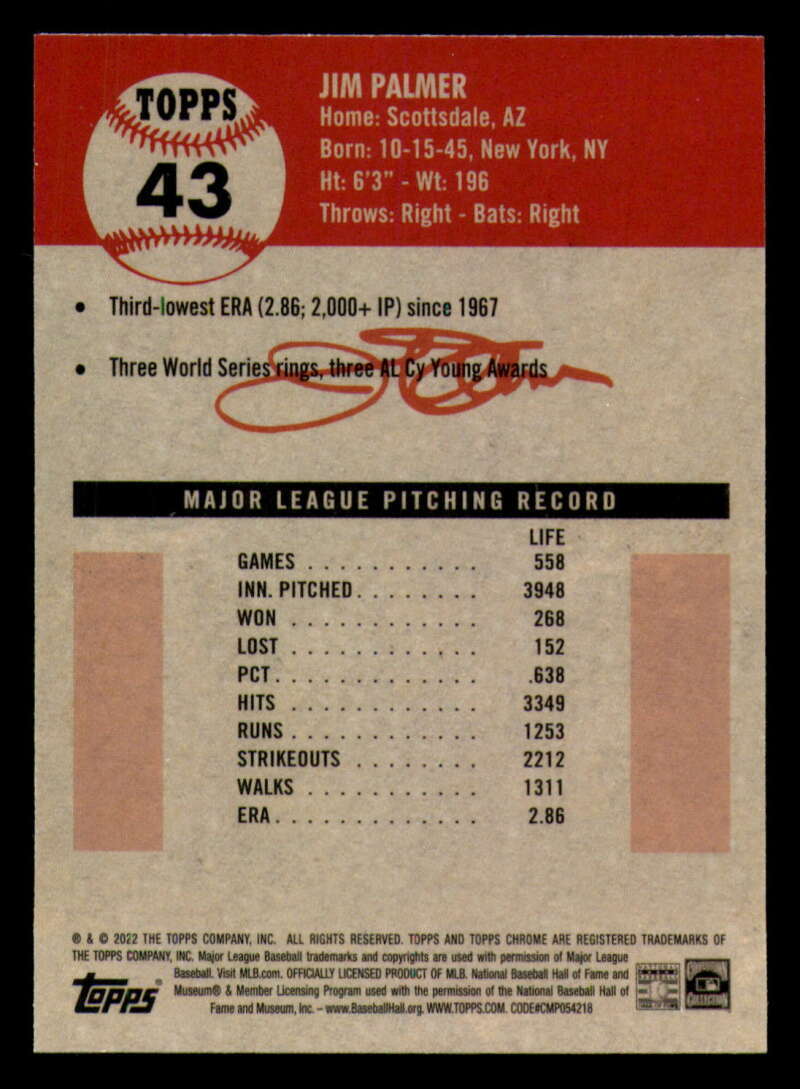 TOPPS
43
JIM PALMER
Home: Scottsdale, AZ
Born: 10-15-45, New York, NY
Ht: 6'3" - Wt: 196
Throws: Right - Bats: Right
• Third-lowest ERA (2.86; 2,000+ IP) since 1967
• Three World Series rings, three AL Cy Young Awards
MAJOR LEAGUE PITCHING RECORD
LIFE
GAMES . . . . . . . . . . . 558
INN. PITCHED. . . . . . . . 3948
WON . . . . . . . . . . . . 268
LOST . . . . . . . . . . . . 152
PCT. . . . . . . . . . . . . .638
HITS . . . . . . . . . . . . 3349
RUNS . . . . . . . . . . . . 1253
STRIKEOUTS . . . . . . . . 2212
WALKS . . . . . . . . . . . 1311
ERA. . . . . . . . . . . . . 2.86
® & © 2022 THE TOPPS COMPANY, INC. ALL RIGHTS RESERVED. TOPPS AND TOPPS CHROME ARE REGISTERED TRADEMARKS OF
THE TOPPS COMPANY, INC. Major League Baseball trademarks and copyrights are used with permission of Major League
Baseball. Visit MLB.com. OFFICIALLY LICENSED PRODUCT OF MLB. National Baseball Hall of Fame and
Museum® & Member Licensing Program used with the permission of the National Baseball Hall of
Fame and Museum, Inc. – www.BaseballHall.org. WWW.TOPPS.COM. CODE#CMP054218
Topps®